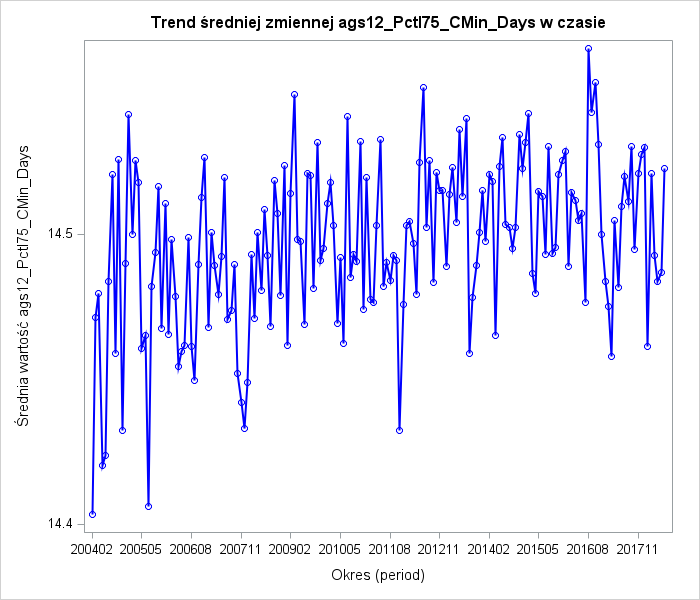 Trend średniej zmiennej ags12_Pctl75_CMin_Days w czasie
Średnia wartość ags12_Pctl75_CMin_Days
14.5
14.4
200402 200505 200608 200711 200902 201005 201108 201211 201402 201505 201608 201711
Okres (period)